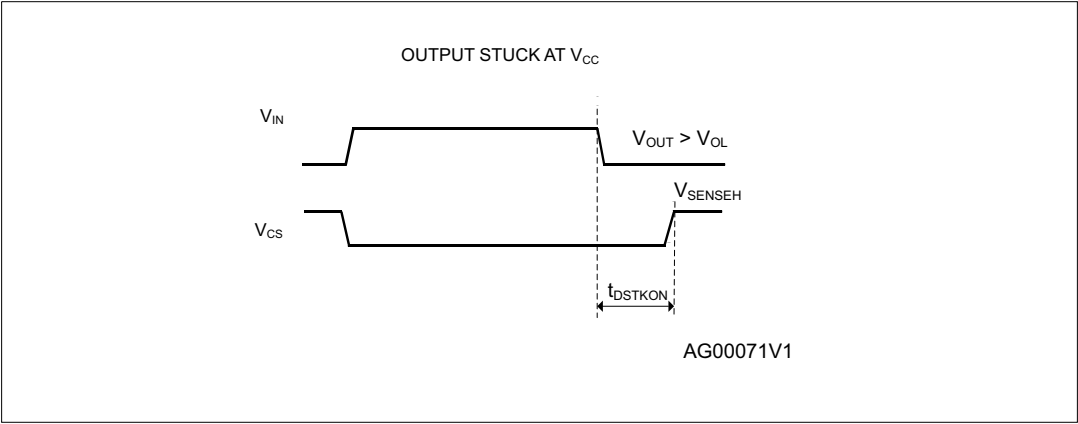 OUTPUT STUCK AT VCC
VIN
VOUT > VOL
VSENSEH
VCS
tDSTKON
AG00071V1